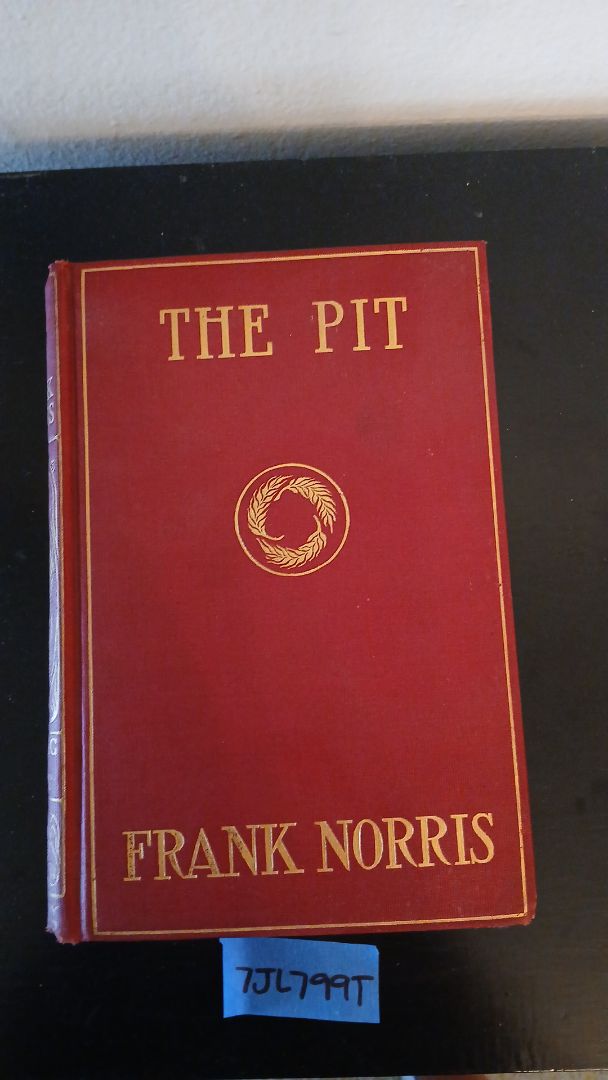 THE PIT
FRANK NORRIS
7JL799T